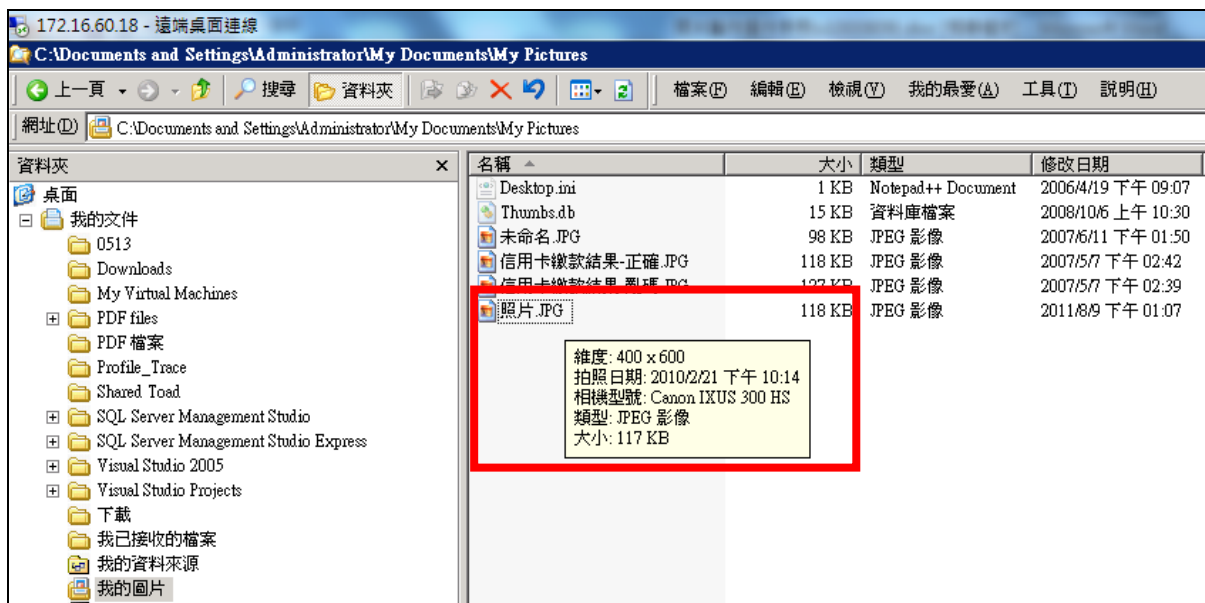 172.16.60.18 - 遠端桌面連線
C:\Documents and Settings\Administrator\My Documents\My Pictures
上一頁 搜尋 資料夾 檔案(F) 編輯(E) 檢視(V) 我的最愛(A) 工具(T) 說明(H)
網址(D) C:\Documents and Settings\Administrator\My Documents\My Pictures
資料夾
桌面
我的文件
0513
Downloads
My Virtual Machines
PDF files
PDF 檔案
Profile_Trace
Shared Toad
SQL Server Management Studio
SQL Server Management Studio Express
Visual Studio 2005
Visual Studio Projects
下載
我已接收的檔案
我的資料來源
我的圖片
名稱 大小 類型 修改日期
Desktop.ini 1 KB Notepad++ Document 2006/4/19 下午 09:07
Thumbs.db 15 KB 資料庫檔案 2008/10/6 上午 10:30
未命名.JPG 98 KB JPEG 影像 2007/6/11 下午 01:50
信用卡繳款結果-正確.JPG 118 KB JPEG 影像 2007/5/7 下午 02:42
信用卡繳款結果-亂碼.JPG 127 KB JPEG 影像 2007/5/7 下午 02:39
照片.JPG 118 KB JPEG 影像 2011/8/9 下午 01:07
維度: 400 x 600
拍照日期: 2010/2/21 下午 10:14
相機型號: Canon IXUS 300 HS
類型: JPEG 影像
大小: 117 KB